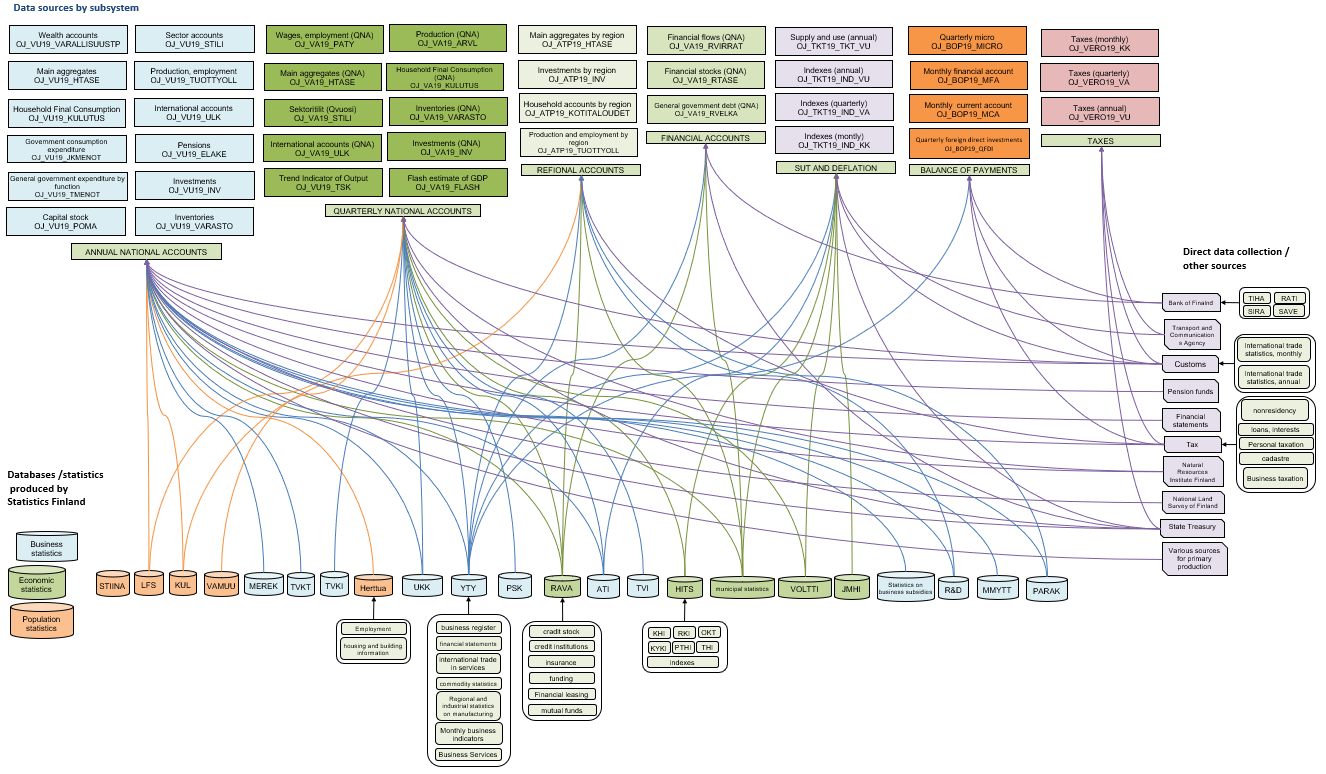 Data sources by subsystem
Wealth accounts
OJ_VU19_VARALLISUUSTP
Sector accounts
OJ_VU19_STILI
Main aggregates
OJ_VU19_HTASE
Production, employment
OJ_VU19_TUOTTYOLL
Household Final Consumption
OJ_VU19_KULUTUS
International accounts
OJ_VU19_ULK
Government consumption
expenditure
OJ_VU19_JKMENOT
Pensions
OJ_VU19_ELAKE
General government expenditure by
function
OJ_VU19_TMENOT
Investments
OJ_VU19_INV
Capital stock
OJ_VU19_POMA
Inventories
OJ_VU19_VARASTO
ANNUAL NATIONAL ACCOUNTS
Wages, employment (QNA)
OJ_VA19_PATY
Production (QNA)
OJ_VA19_ARVL
Main aggregates (QNA)
OJ_VA19_HTASE
Household Final Consumption
(QNA)
OJ_VA19_KULUTUS
Sektoritilit (Qvuosi)
OJ_VA19_STILI
Inventories (QNA)
OJ_VA19_VARASTO
International accounts (QNA)
OJ_VA19_ULK
Investments (QNA)
OJ_VA19_INV
Trend Indicator of Output
OJ_VU19_TSK
Flash estimate of GDP
OJ_VA19_FLASH
QUARTERLY NATIONAL ACCOUNTS
Main aggregates by region
OJ_ATP19_HTASE
Investments by region
OJ_ATP19_INV
Household accounts by region
OJ_ATP19_KOTITALOUDET
Production and employment by
region
OJ_ATP19_TUOTTYOLL
REFIONAL ACCOUNTS
Financial flows (QNA)
OJ_VA19_RVIRRAT
Financial stocks (QNA)
OJ_VA19_RTASE
General government debt (QNA)
OJ_VA19_RVELKA
FINANCIAL ACCOUNTS
Supply and use (annual)
OJ_TKT19_TKT_VU
Indexes (annual)
OJ_TKT19_IND_VU
Indexes (quarterly)
OJ_TKT19_IND_VA
Indexes (montly)
OJ_TKT19_IND_KK
SUT AND DEFLATION
Quarterly micro
OJ_BOP19_MICRO
Monthly financial account
OJ_BOP19_MFA
Monthly current account
OJ_BOP19_MCA
Quarterly foreign direct investments
OJ_BOP19_QFDI
BALANCE OF PAYMENTS
Taxes (monthly)
OJ_VERO19_KK
Taxes (quarterly)
OJ_VERO19_VA
Taxes (annual)
OJ_VERO19_VU
TAXES
Direct data collection /
other sources
Bank of Finalnd
TIHA
RATI
SIRA
SAVE
Transport and
Communication
s Agency
Customs
International trade
statistics, monthly
International trade
statistics, annual
Pension funds
Financial
statements
Tax
nonresidency
loans, interests
Personal taxation
cadastre
Business taxation
Natural
Resources
Institute Finland
National Land
Survey of Finland
State Treasury
Various sources
for primary
production
Databases /statistics
produced by
Statistics Finland
Business
statistics
Economic
statistics
Population
statistics
STIINA
LFS
KUL
VAMUU
MEREK
TVKT
TVKI
Herttua
UKK
YTY
PSK
RAVA
ATI
TVI
HITS
municipal statistics
VOLTTI
JMHI
Statistics on
business subsidies
R&D
MMYTT
PARAK
Employment
housing and building
information
business register
financial statements
international trade
in services
commodity statistics
Regional and
industrial statistics
on manufacturing
Monthly business
indicators
Business Services
cradit stock
credit institutions
insurance
funding
Financial leasing
mutual funds
KHI
RKI
OKT
KYKI
PTHI
THI
indexes